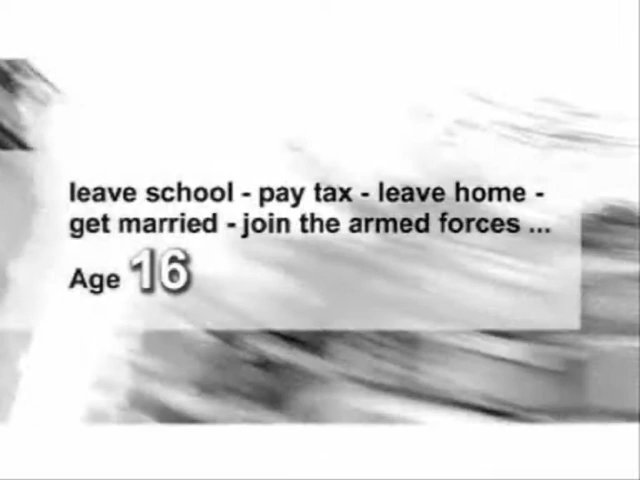 leave school - pay tax - leave home -
get married - join the armed forces ...
Age 16